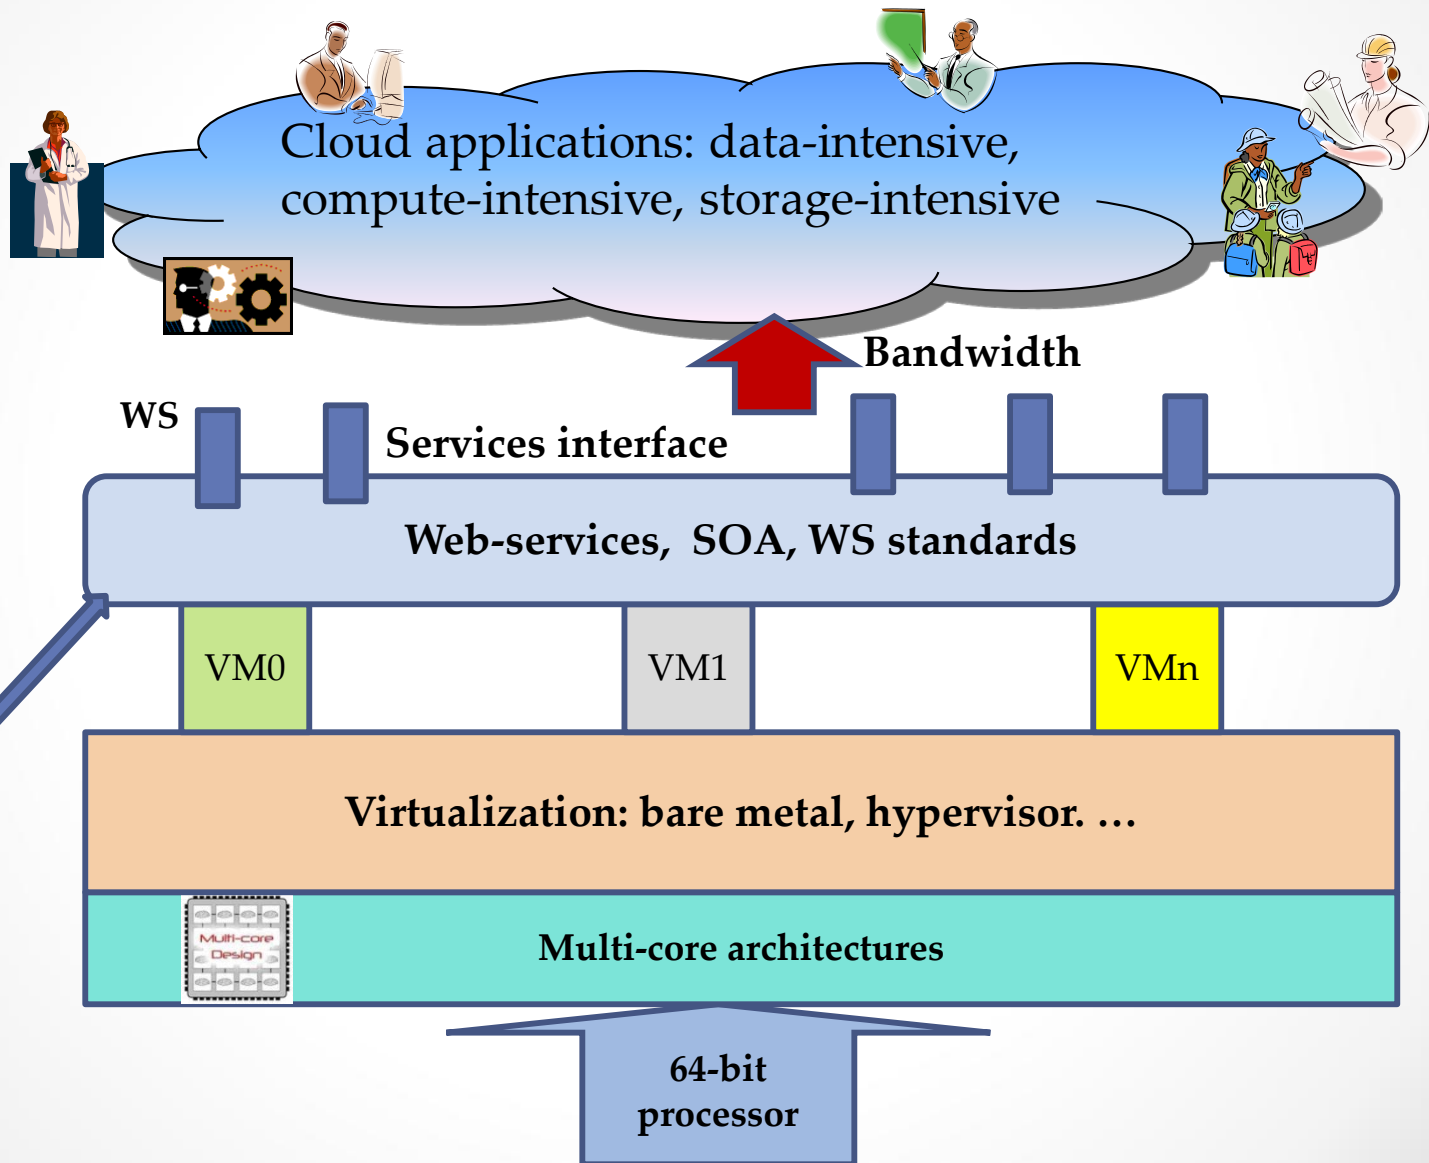 Cloud applications: data-intensive,
compute-intensive, storage-intensive
Bandwidth
WS
Services interface
Web-services,  SOA, WS standards
VM0
VM1
VMn
Virtualization: bare metal, hypervisor. …
Multi-core
Design
Multi-core architectures
64-bit
processor